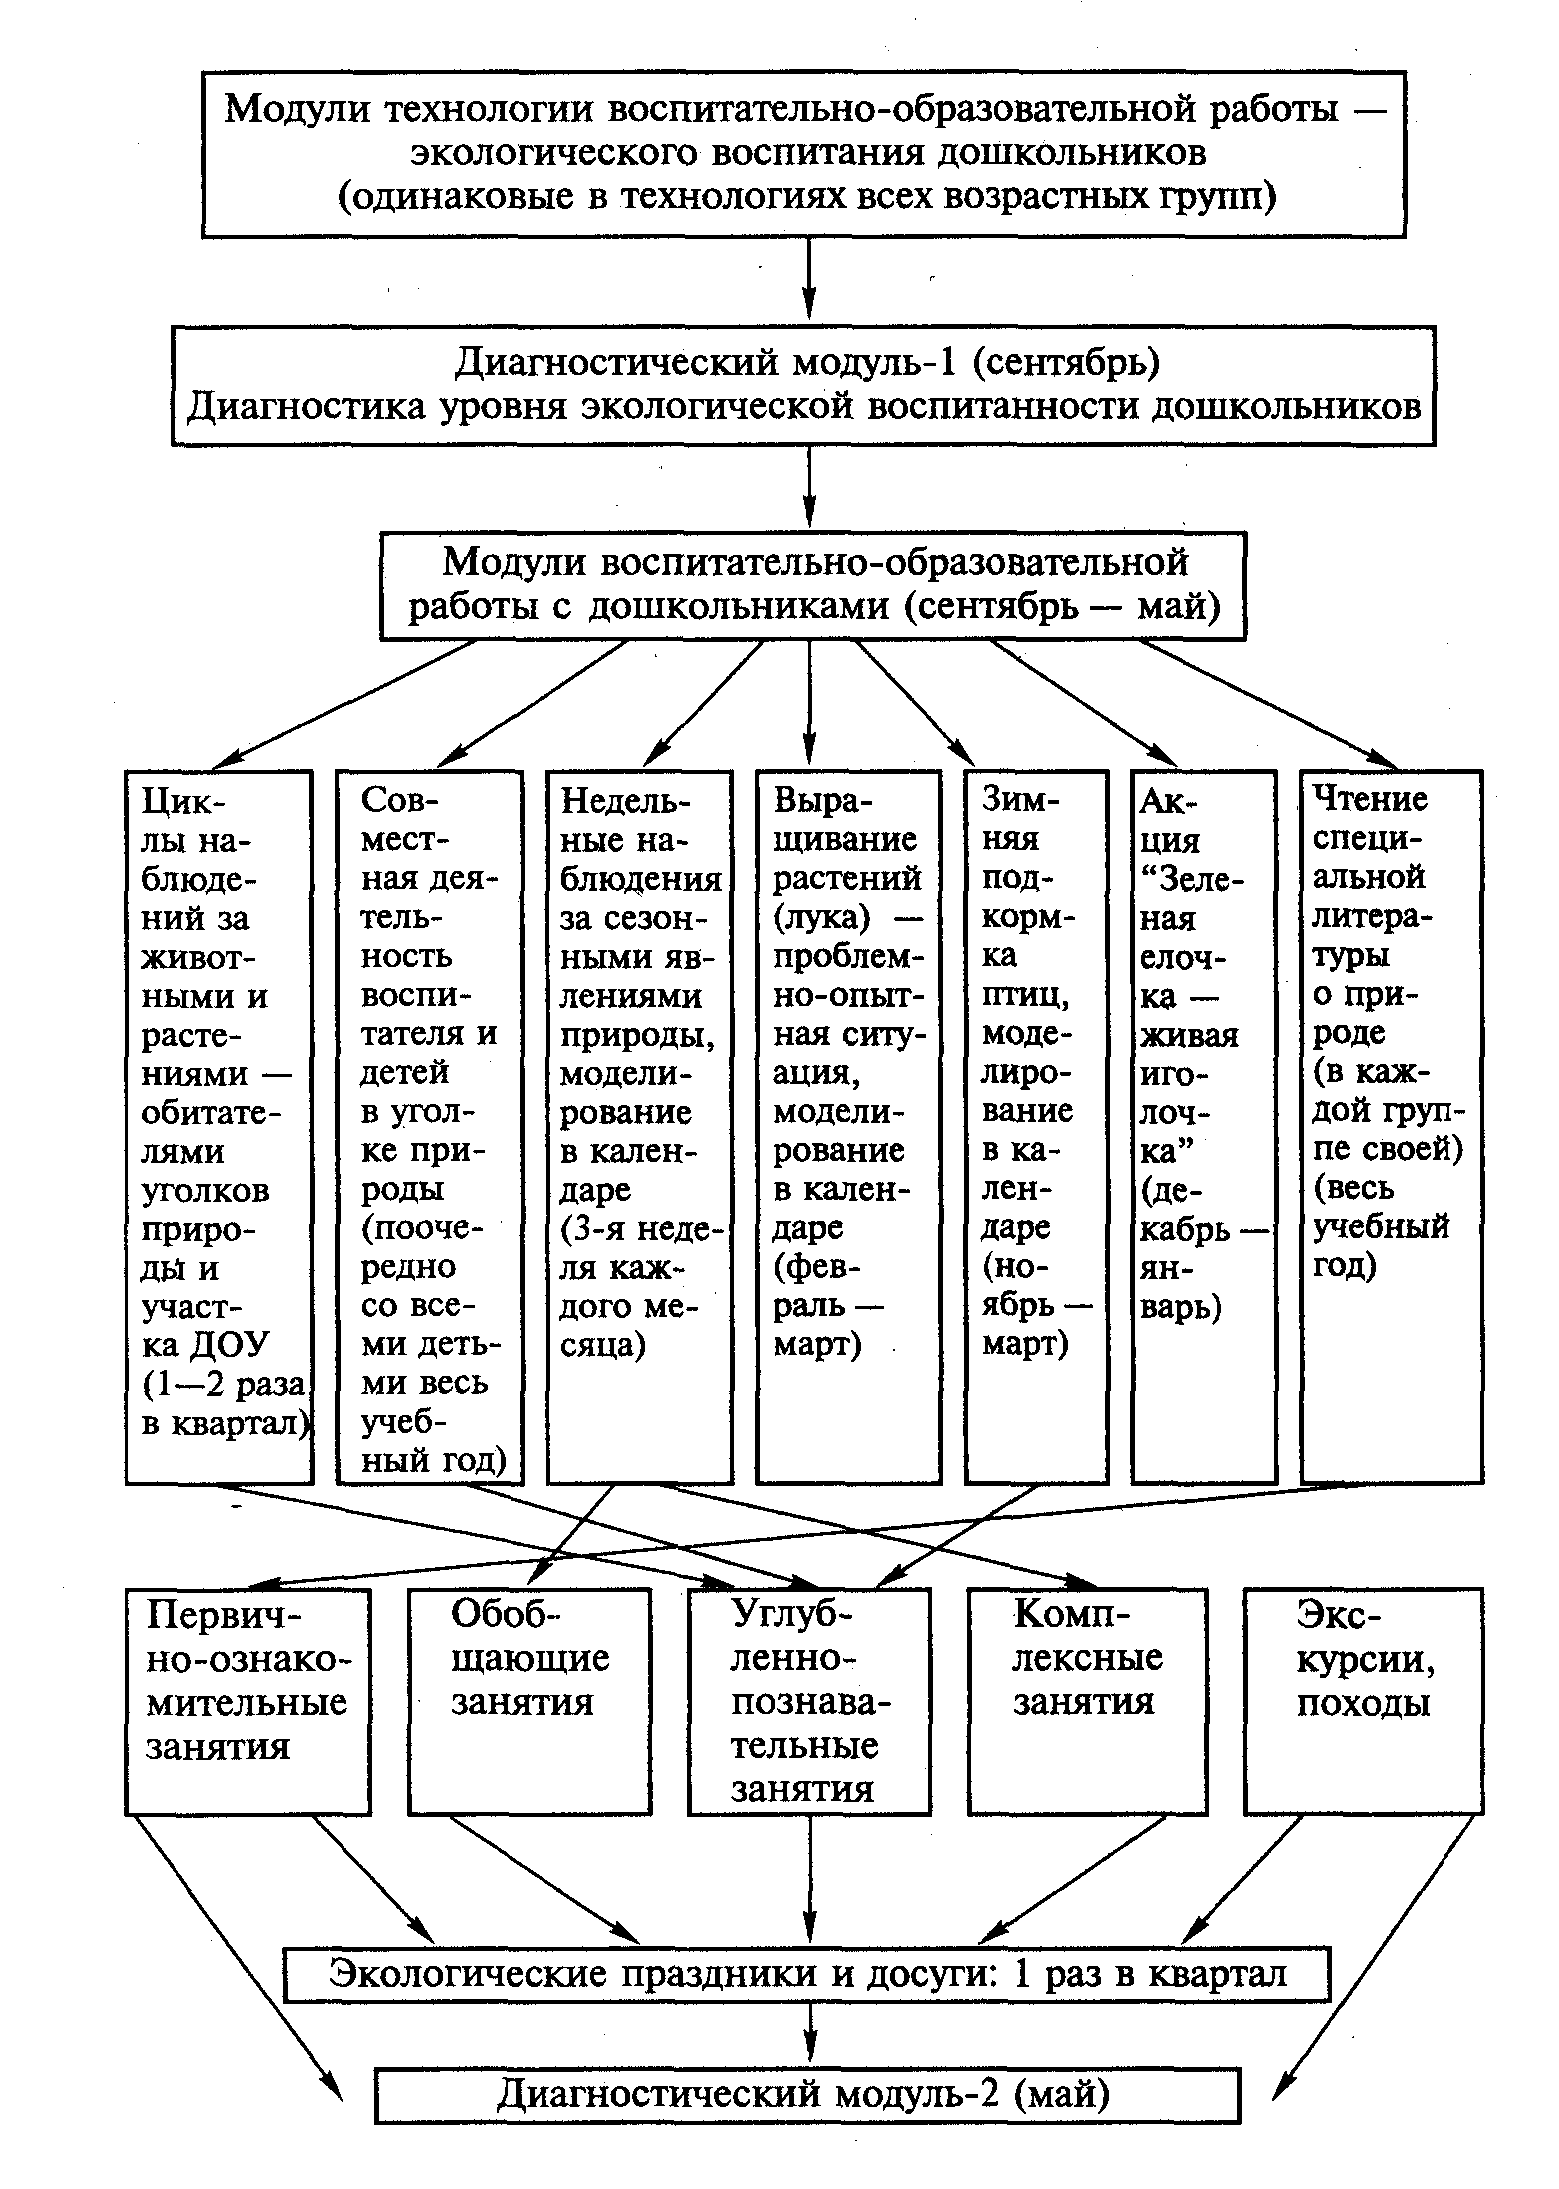 Модули технологии воспитательно-образовательной работы —
экологического воспитания дошкольников
(одинаковые в технологиях всех возрастных групп)
Диагностический модуль-1 (сентябрь)
Диагностика уровня экологической воспитанности дошкольников
Модули воспитательно-образовательной
работы с дошкольниками (сентябрь — май)
Цик-
лы на-
блюде-
ний за
живот-
ными и
расте-
ниями —
обитате-
лями
уголков
приро-
ды и
участ-
ка ДОУ
(1—2 раза
в квартал)
Сов-
мест-
ная дея-
тель-
ность
воспи-
тателя и
детей
в угол-
ке при-
роды
(пооче-
редно
со все-
ми деть-
ми весь
учеб-
ный год)
Недель-
ные на-
блюдения
за сезон-
ными яв-
лениями
природы,
модели-
рование
в кален-
даре
(3-я неде-
ля каж-
дого ме-
сяца)
Выра-
щивание
растений
(лука) —
проблем-
но-опыт-
ная ситу-
ация,
модели-
рование
в кален-
даре
(фев-
раль —
март)
Зим-
няя
под-
корм-
ка
птиц,
моде-
лиро-
вание
в ка-
лен-
даре
(но-
ябрь —
март)
Ак-
ция
“Зеле-
ная
елоч-
ка —
живая
иго-
лоч-
ка”
(де-
кабрь —
ян-
варь)
Чтение
специ-
альной
литера-
туры
о при-
роде
(в каж-
дой груп-
пе своей)
(весь
учебный
год)
Первич-
но-ознако-
мительные
занятия
Обоб-
щающие
занятия
Углуб-
ленно-
познава-
тельные
занятия
Комп-
лексные
занятия
Экс-
курсии,
походы
Экологические праздники и досуги: 1 раз в квартал
Диагностический модуль-2 (май)